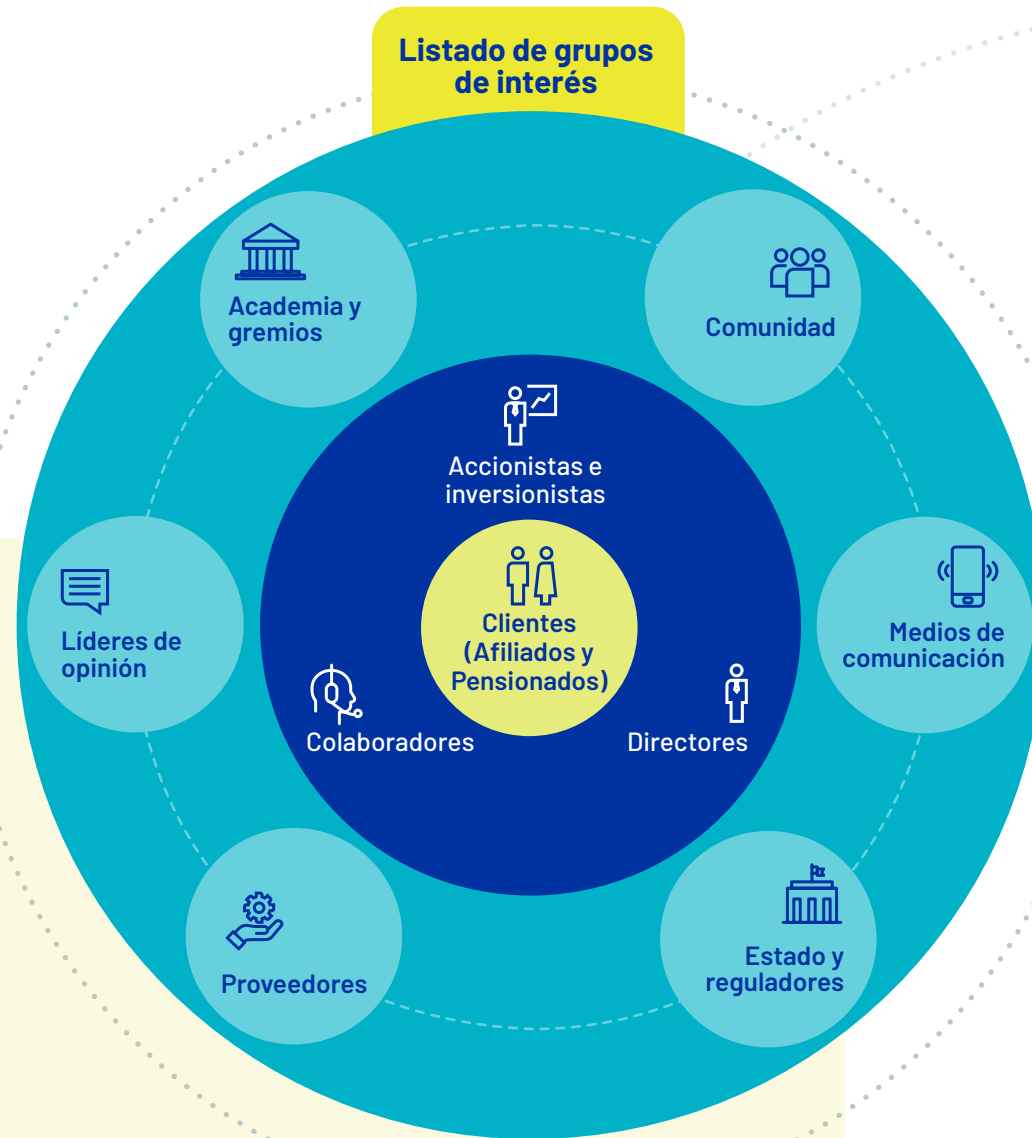 Listado de grupos
de interés
Academia y
gremios
Comunidad
Accionistas e
inversionistas
Clientes
(Afiliados y
Pensionados)
Líderes de
opinión
Medios de
comunicación
Colaboradores
Directores
Proveedores
Estado y
reguladores